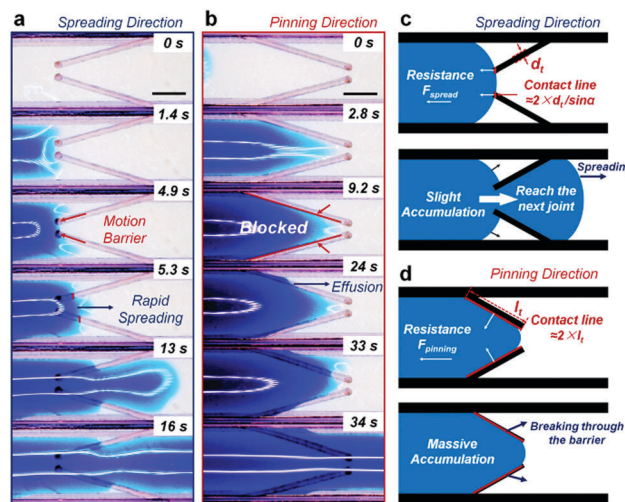 a
Spreading Direction
0 s
1.4 s
4.9 s
Motion
Barrier
5.3 s
Rapid
Spreading
13 s
16 s
b
Pinning Direction
0 s
2.8 s
9.2 s
Blocked
24 s
Effusion
33 s
34 s
c
Spreading Direction
dt
Resistance
Fspread
Contact line
≈2×dt/sinα
Spreadin
Slight
Accumulation
Reach the
next joint
d
Pinning Direction
lt
Resistance
Fpinning
Contact line
≈2×lt
Breaking through
the barrier
Massive
Accumulation